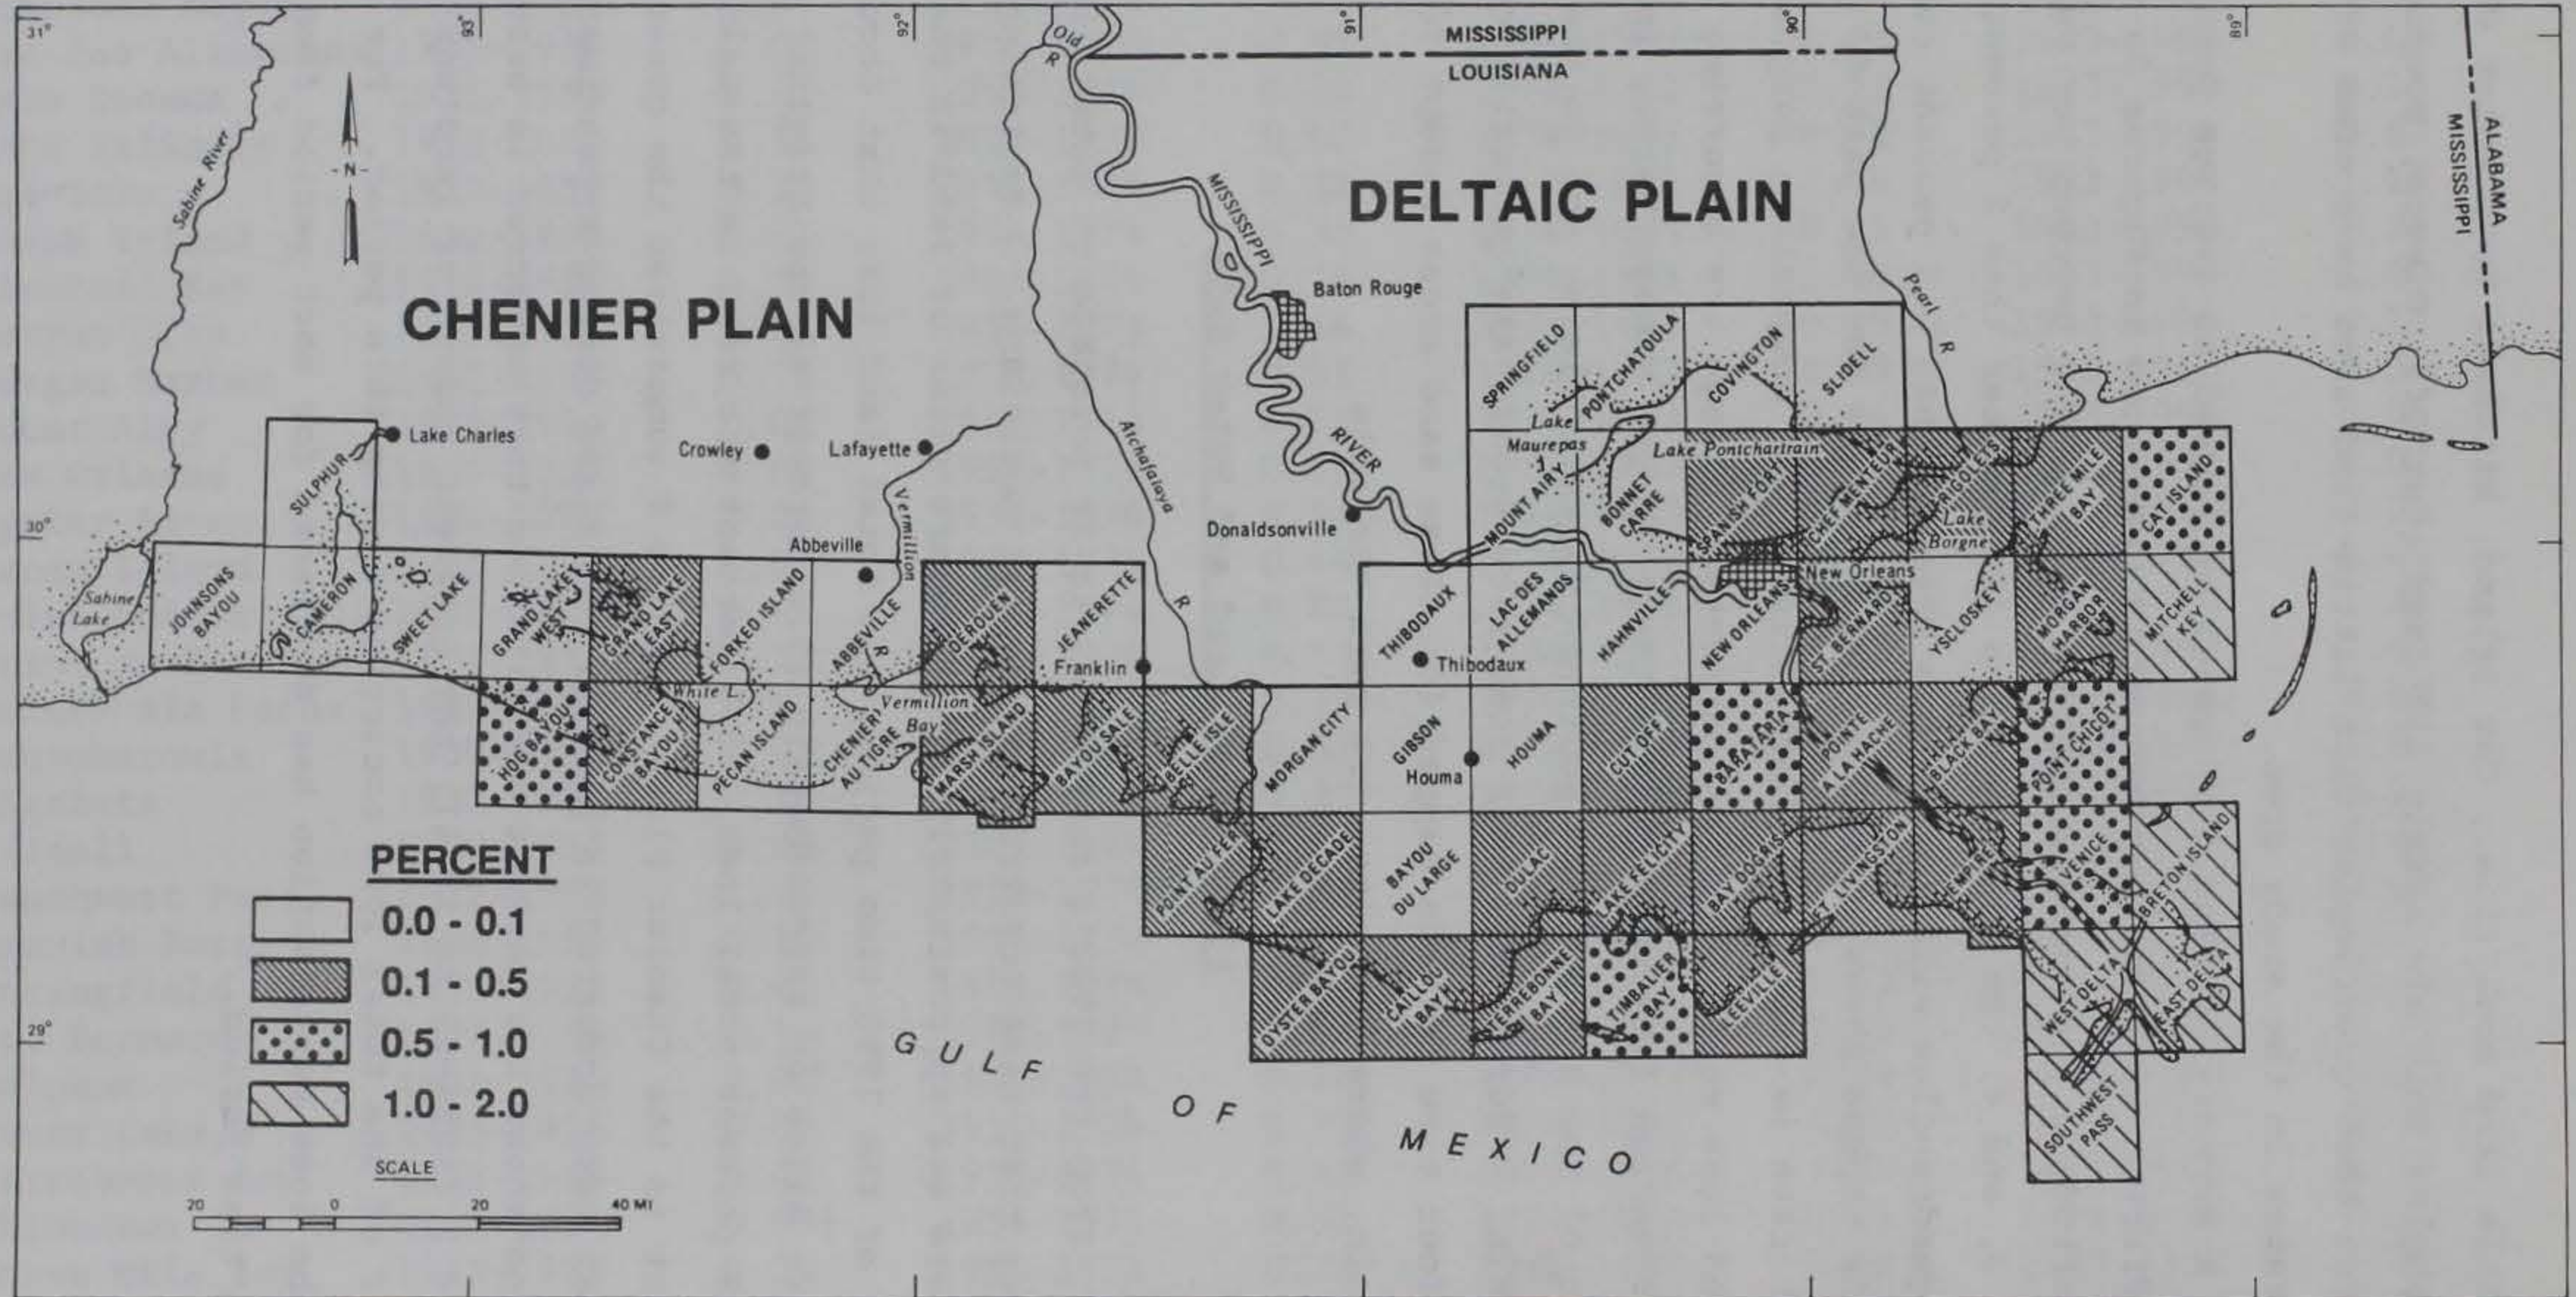 31°
93°
92°
91°
90°
89°
Old
R
MISSISSIPPI
LOUISIANA
ALABAMA
MISSISSIPPI
Sabine River
- N -
MISSISSIPPI
RIVER
DELTAIC PLAIN
CHENIER PLAIN
Baton Rouge
Pearl
R
SPRINGFIELD
PONTCHATOULA
COVINGTON
SLIDELL
Lake Charles
Crowley
Lafayette
Atchafalaya
R
Lake
Maurepas
Lake Pontchartrain
SULPHUR
Vermillion
R
Donaldsonville
MOUNT AIRY
BONNET
CARRE
SPANISH FORT
CHEF MENTEUR
RIGOLETS
THREE MILE
BAY
CAT ISLAND
Lake
Borgne
30°
Abbeville
New Orleans
Sabine
Lake
JOHNSONS
BAYOU
CAMERON
SWEET LAKE
GRAND LAKE
WEST
GRAND LAKE
EAST
FORKED ISLAND
ABBEVILLE
DEROUEN
JEANERETTE
Franklin
THIBODAUX
Thibodaux
LAC DES
ALLEMANDS
HAHNVILLE
NEW ORLEANS
ST. BERNARD
YSCLOSKEY
MORGAN
HARBOR
MITCHELL
KEY
White L.
Vermillion
Bay
HOG BAYOU
CONSTANCE
BAYOU
PECAN ISLAND
CHENIER
AU TIGRE
MARSH ISLAND
BAYOU SALE
BELLE ISLE
MORGAN CITY
GIBSON
Houma
HOUMA
CUT OFF
BARATARIA
POINTE
A LA HACHE
BLACK BAY
POINT CHICOT
PERCENT
0.0 - 0.1
0.1 - 0.5
0.5 - 1.0
1.0 - 2.0
POINT AU FER
LAKE DECADE
BAYOU
DU LARGE
DULAC
LAKE FELICITY
BAY DOGRIS
FT. LIVINGSTON
EMPIRE
VENICE
BRETON ISLAND
29°
OYSTER BAYOU
CAILLOU
BAY
TERREBONNE
BAY
TIMBALIER
BAY
LEEVILLE
WEST DELTA
EAST DELTA
SOUTHWEST
PASS
GULF
OF
MEXICO
SCALE
20 0 20 40 MI